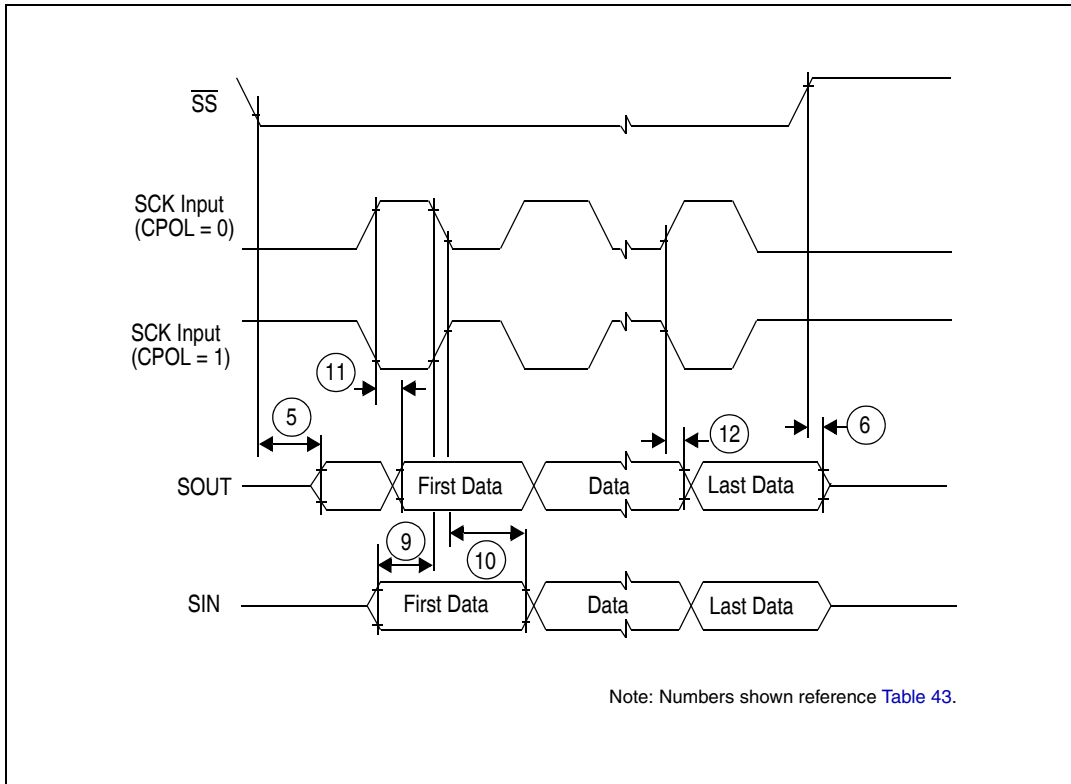 SS
SCK Input
(CPOL = 0)
SCK Input
(CPOL = 1)
11
5
12
6
SOUT
First Data
Data
Last Data
9
10
SIN
First Data
Data
Last Data
Note: Numbers shown reference Table 43.